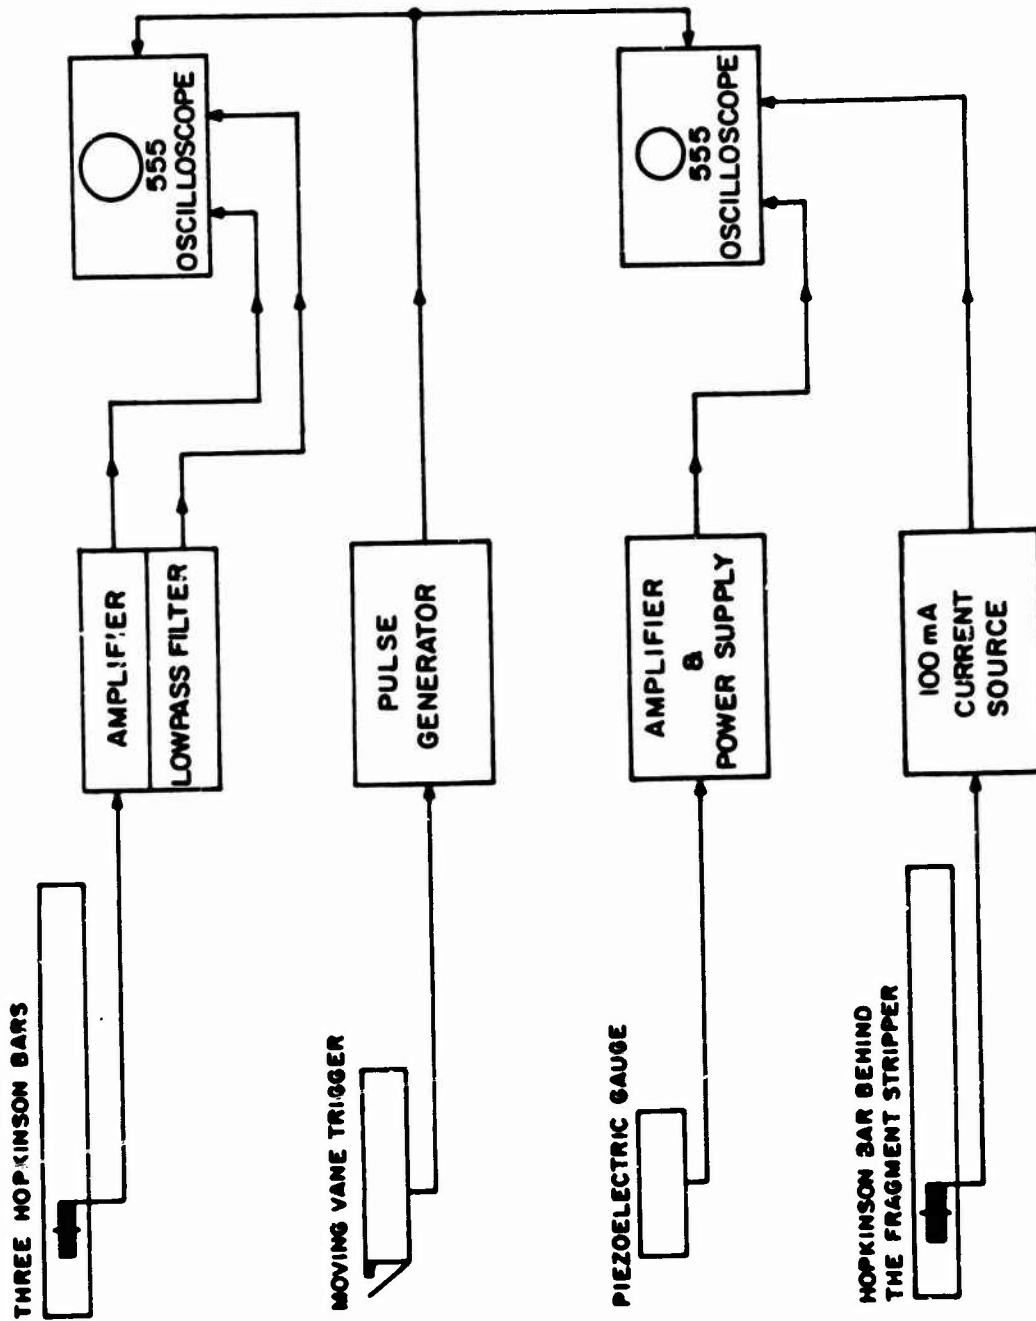 THREE HOPKINSON BARS
AMPLIFIER
LOWPASS FILTER
555
OSCILLOSCOPE
MOVING VANE TRIGGER
PULSE
GENERATOR
PIEZOELECTRIC GAUGE
AMPLIFIER
&
POWER SUPPLY
555
OSCILLOSCOPE
HOPKINSON BAR BEHIND
THE FRAGMENT STRIPPER
100 mA
CURRENT
SOURCE